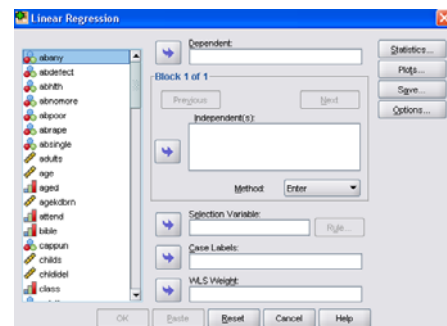 Linear Regression
abany
abdefect
abhlth
abnomore
abpoor
abrape
absingle
adults
age
aged
agekdbrn
attend
bible
cappun
childs
chldidel
class
Dependent:
Block 1 of 1
Previous
Next
Independent(s):
Method:
Enter
Selection Variable:
Rule...
Case Labels:
WLS Weight:
Statistics...
Plots...
Save...
Options...
OK
Paste
Reset
Cancel
Help